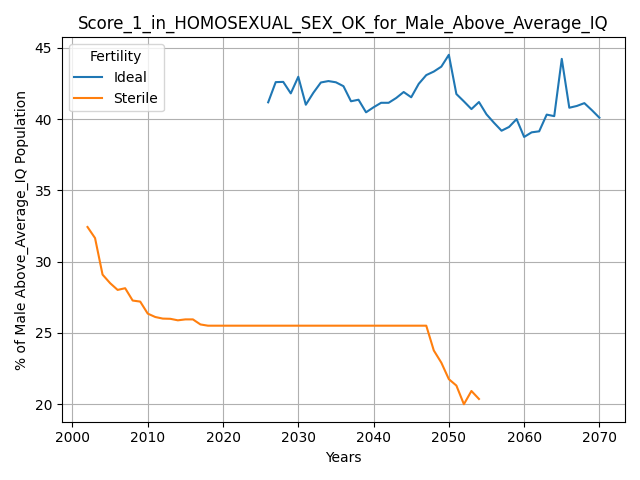 Score_1_in_HOMOSEXUAL_SEX_OK_for_Male_Above_Average_IQ
% of Male Above_Average_IQ Population
Fertility
Ideal
Sterile
45
40
35
30
25
20
2000 2010 2020 2030 2040 2050 2060 2070
Years